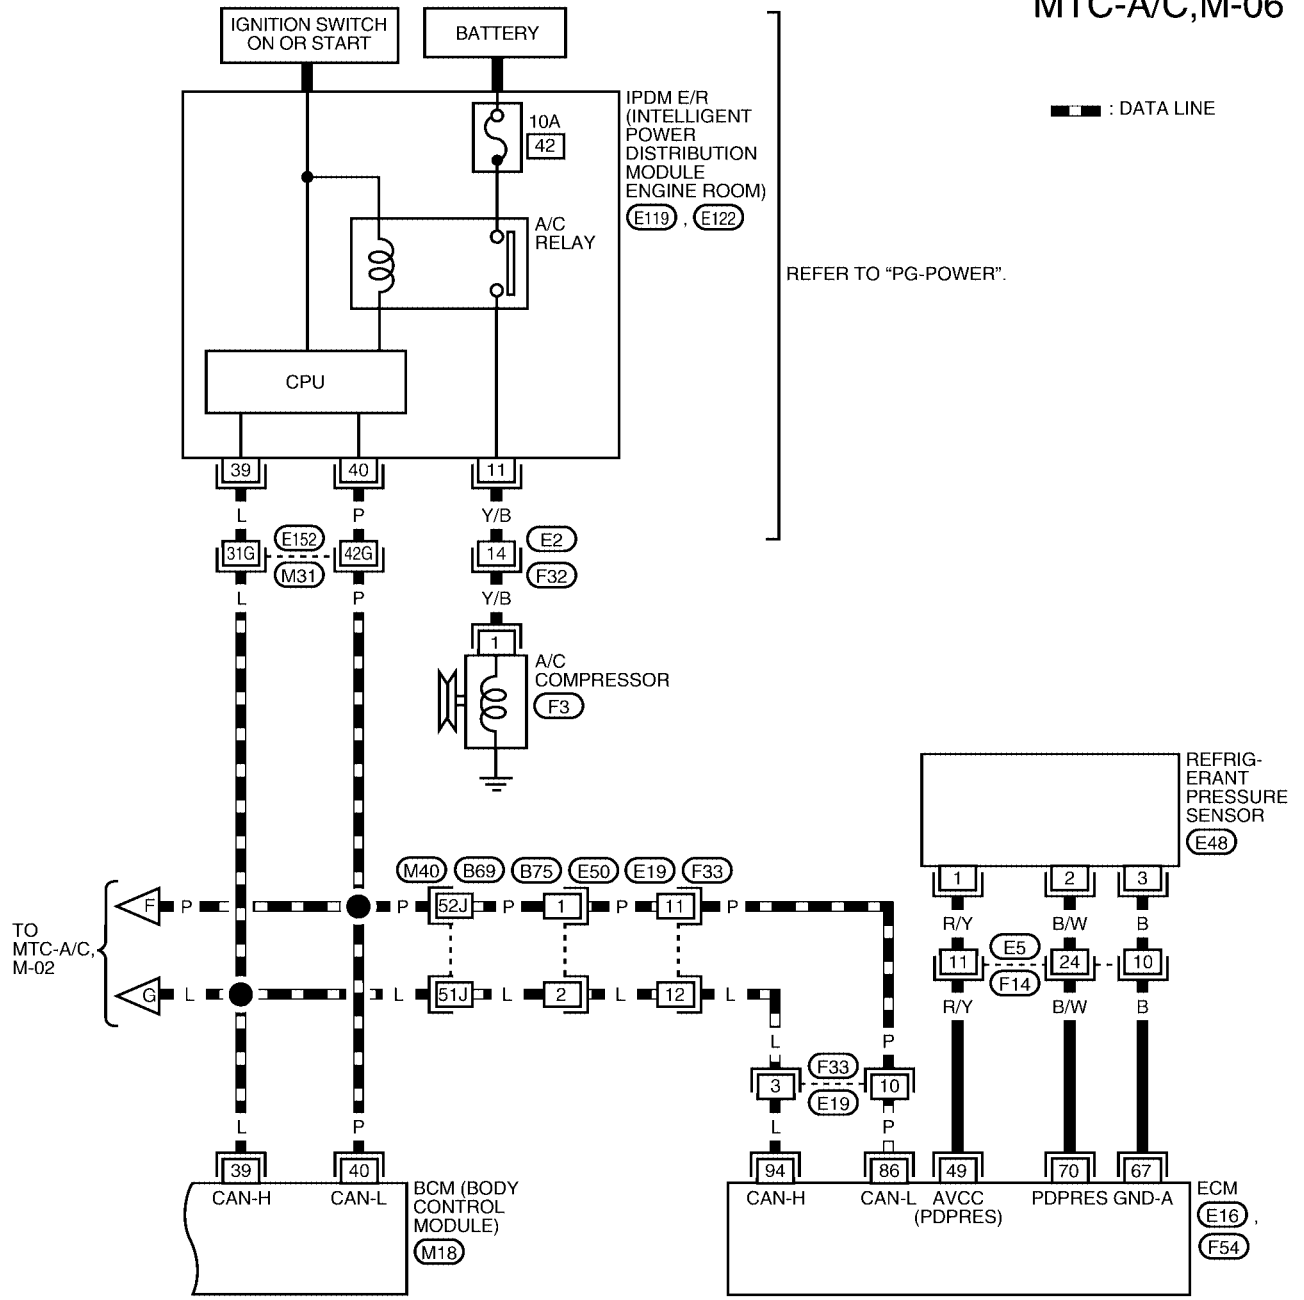 MTC-A/C,M-06
IGNITION SWITCH
ON OR START
BATTERY
: DATA LINE
10A
42
IPDM E/R
(INTELLIGENT
POWER
DISTRIBUTION
MODULE
ENGINE ROOM)
E119 , E122
A/C
RELAY
REFER TO “PG-POWER”.
CPU
39 40 11
L P Y/B
31G E152 42G 14 E2
M31 F32
L P Y/B
1
A/C
COMPRESSOR
F3
REFRIG-
ERANT
PRESSURE
SENSOR
E48
1 2 3
R/Y B/W B
11 E5 24 10
F14
R/Y B/W B
M40 B69 B75 E50 E19 F33
TO
MTC-A/C,
M-02
F P P 52J P 1 P 11 P
G L L 51J L 2 L 12 L
L P
3 F33 10
E19
L P
L P
39 40
CAN-H CAN-L
BCM (BODY
CONTROL
MODULE)
M18
94 86 49 70 67
CAN-H CAN-L AVCC PDPRES GND-A
(PDPRES)
ECM
E16 ,
F54